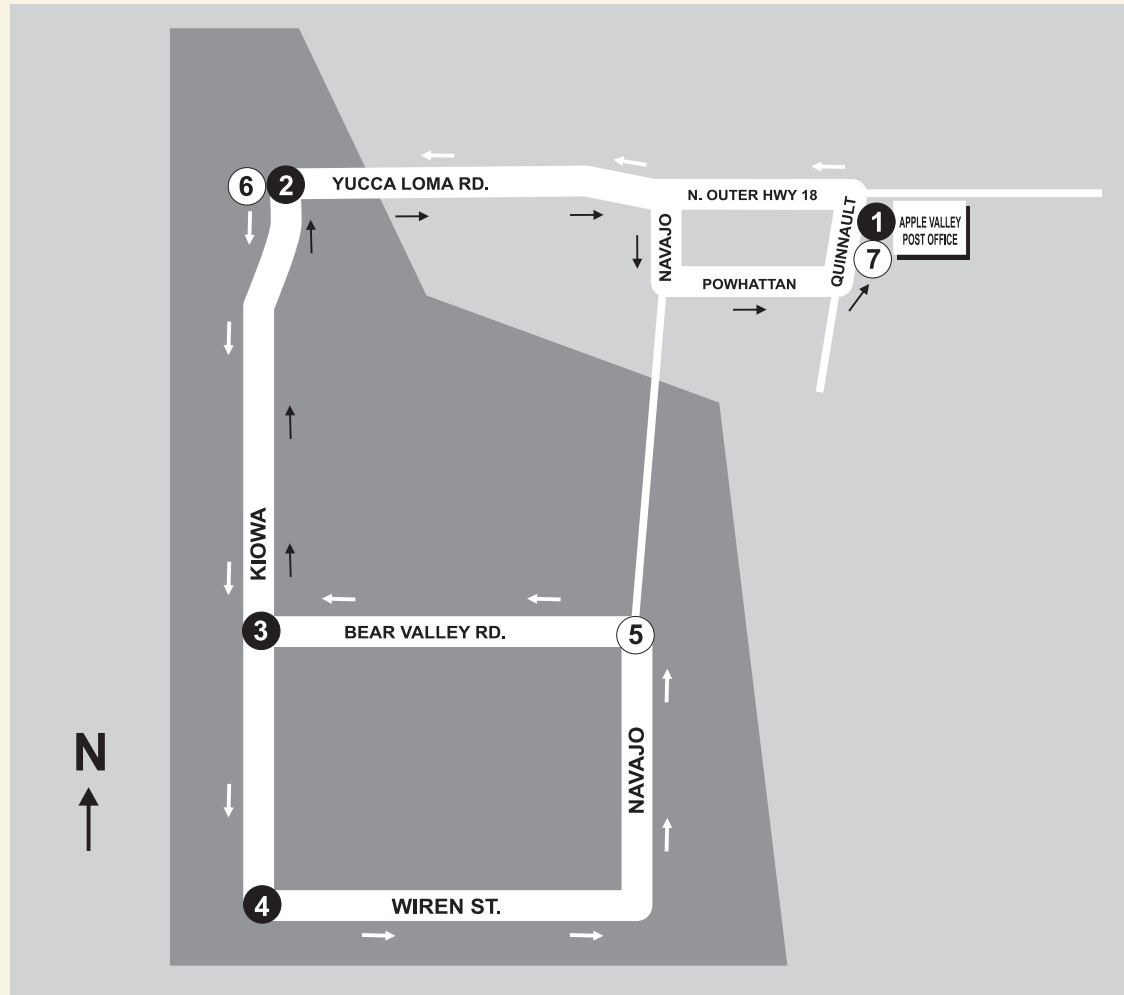 6
2
YUCCA LOMA RD.
N. OUTER HWY 18
NAVAJO
QUINNAULT
1
APPLE VALLEY
POST OFFICE
7
POWHATTAN
KIOWA
3
BEAR VALLEY RD.
5
N
NAVAJO
4
WIREN ST.